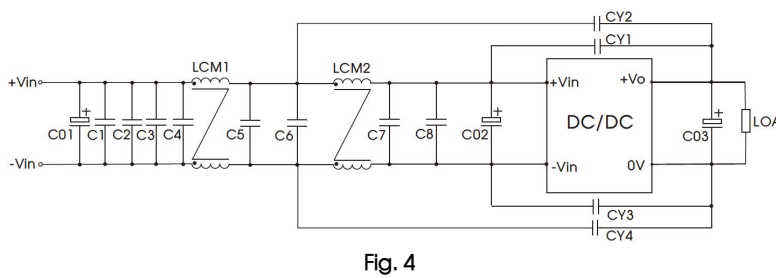 CY2
CY1
LCM1
LCM2
+Vin
+Vin
+Vo
C01
+
C1
C2
C3
C4
C5
C6
C7
C8
C02
+
DC/DC
C03
+
LOA
-Vin
-Vin
0V
CY3
CY4
Fig. 4